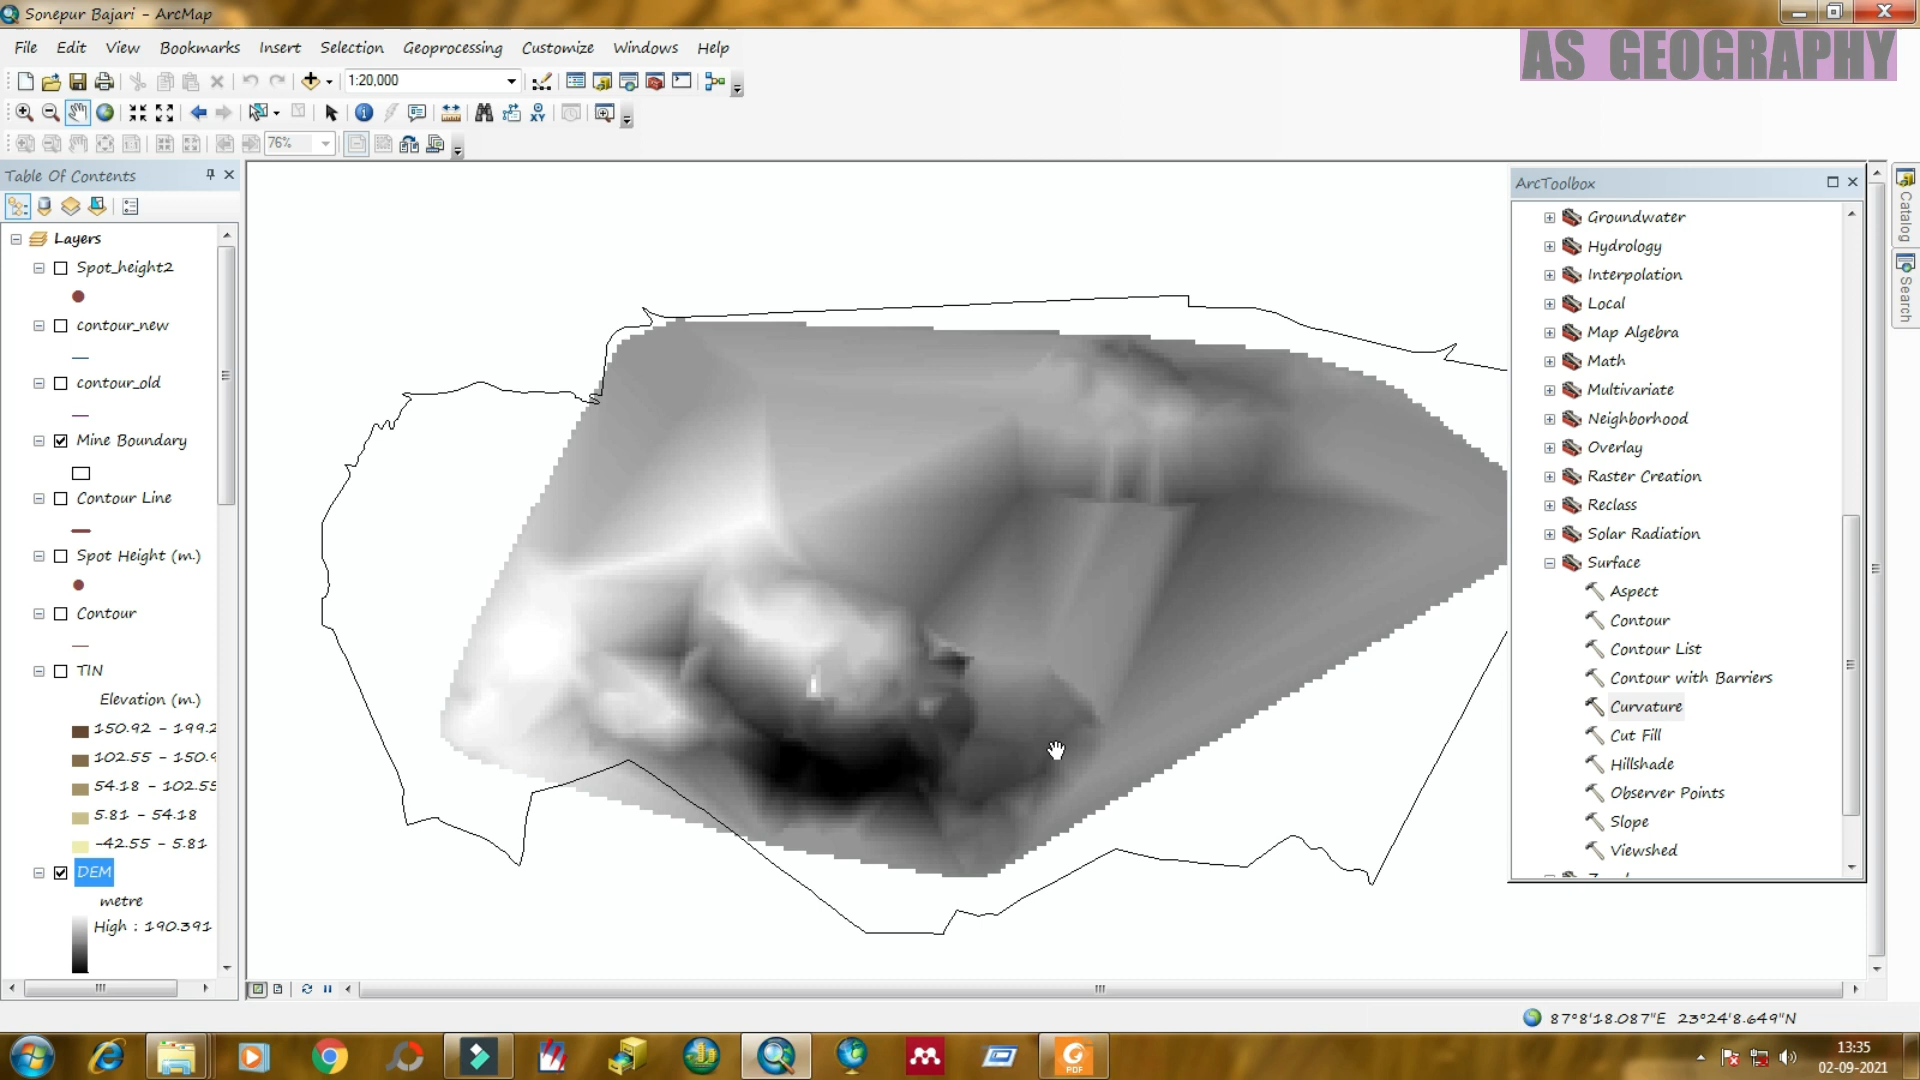 Sonepur Bajari - ArcMap
AS GEOGRAPHY
File Edit View Bookmarks Insert Selection Geoprocessing Customize Windows Help
1:20,000
76%
Table Of Contents
Layers
Spot_height2
contour_new
contour_old
Mine Boundary
Contour Line
Spot Height (m.)
Contour
TIN
Elevation (m.)
150.92 - 199.2
102.55 - 150.9
54.18 - 102.55
5.81 - 54.18
-42.55 - 5.81
DEM
metre
High : 190.391
ArcToolbox
Groundwater
Hydrology
Interpolation
Local
Map Algebra
Math
Multivariate
Neighborhood
Overlay
Raster Creation
Reclass
Solar Radiation
Surface
Aspect
Contour
Contour List
Contour with Barriers
Curvature
Cut Fill
Hillshade
Observer Points
Slope
Viewshed
Catalog
Search
87°8'18.087"E 23°24'8.649"N
PDF
13:35
02-09-2021